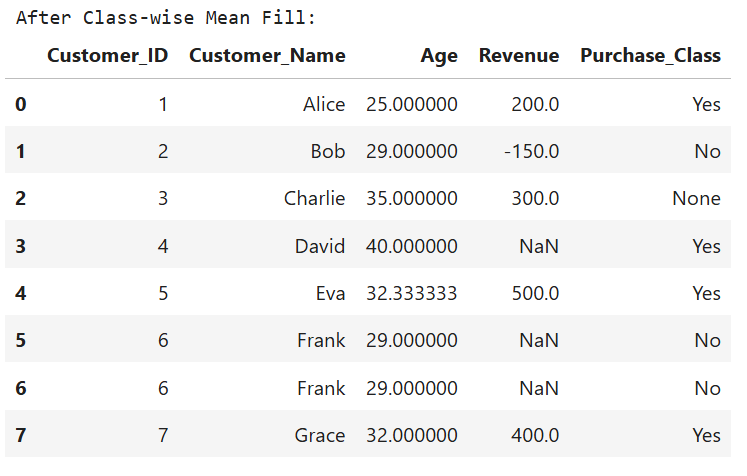 After Class-wise Mean Fill:
Customer_ID Customer_Name Age Revenue Purchase_Class
0 1 Alice 25.000000 200.0 Yes
1 2 Bob 29.000000 -150.0 No
2 3 Charlie 35.000000 300.0 None
3 4 David 40.000000 NaN Yes
4 5 Eva 32.333333 500.0 Yes
5 6 Frank 29.000000 NaN No
6 6 Frank 29.000000 NaN No
7 7 Grace 32.000000 400.0 Yes